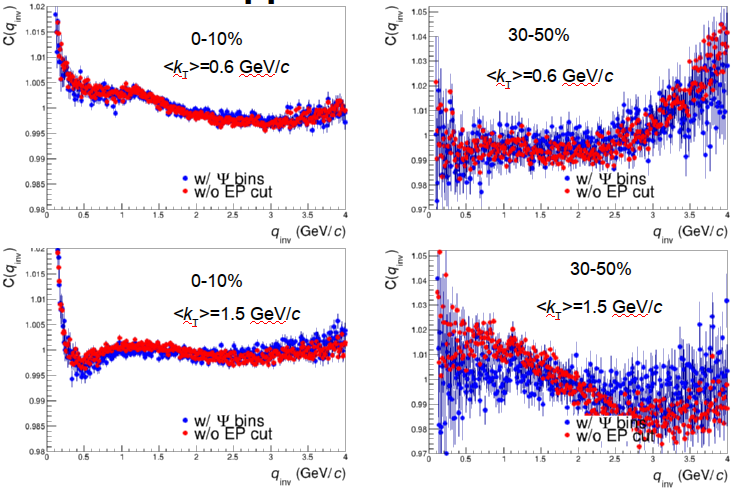 C(q_inv)
1.02
1.015
1.01
1.005
1
0.995
0.99
0.985
0.98
0-10%
<k_T>=0.6 GeV/c
w/ Ψ bins
w/o EP cut
0 0.5 1 1.5 2 2.5 3 3.5 4
q_inv (GeV/c)
C(q_inv)
1.05
1.04
1.03
1.02
1.01
1
0.99
0.98
0.97
30-50%
<k_T>=0.6 GeV/c
w/ Ψ bins
w/o EP cut
0 0.5 1 1.5 2 2.5 3 3.5 4
q_inv (GeV/c)
C(q_inv)
1.02
1.015
1.01
1.005
1
0.995
0.99
0.985
0.98
0-10%
<k_T>=1.5 GeV/c
w/ Ψ bins
w/o EP cut
0 0.5 1 1.5 2 2.5 3 3.5 4
q_inv (GeV/c)
C(q_inv)
1.05
1.04
1.03
1.02
1.01
1
0.99
0.98
0.97
30-50%
<k_T>=1.5 GeV/c
w/ Ψ bins
w/o EP cut
0 0.5 1 1.5 2 2.5 3 3.5 4
q_inv (GeV/c)